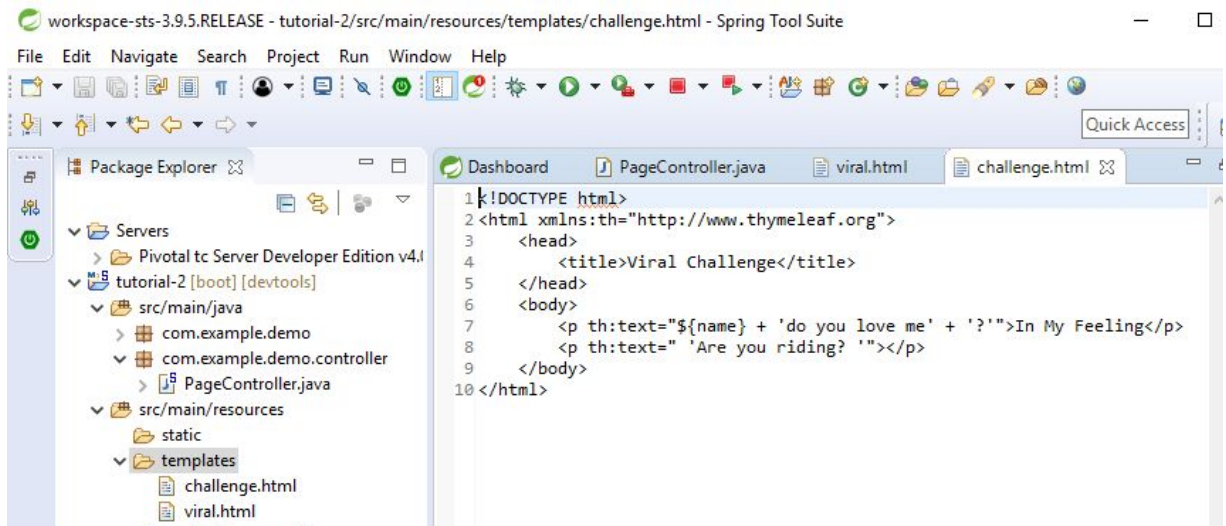 workspace-sts-3.9.5.RELEASE - tutorial-2/src/main/resources/templates/challenge.html - Spring Tool Suite
File Edit Navigate Search Project Run Window Help
Quick Access
Package Explorer
Servers
Pivotal tc Server Developer Edition v4.
tutorial-2 [boot] [devtools]
src/main/java
com.example.demo
com.example.demo.controller
PageController.java
src/main/resources
static
templates
challenge.html
viral.html
Dashboard PageController.java viral.html challenge.html
1 <!DOCTYPE html>
2 <html xmlns:th="http://www.thymeleaf.org">
3 <head>
4 <title>Viral Challenge</title>
5 </head>
6 <body>
7 <p th:text="${name} + 'do you love me' + '?'">In My Feeling</p>
8 <p th:text=" 'Are you riding? '"></p>
9 </body>
10 </html>